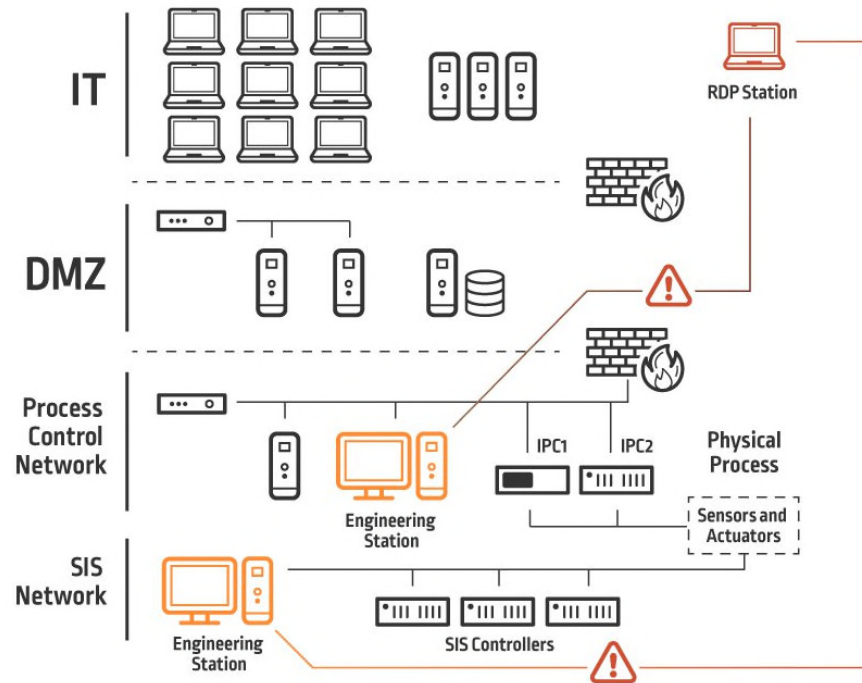 IT
RDP Station
DMZ
Process
Control
Network
IPC1
IPC2
Physical
Process
Engineering
Station
Sensors and
Actuators
SIS
Network
Engineering
Station
SIS Controllers